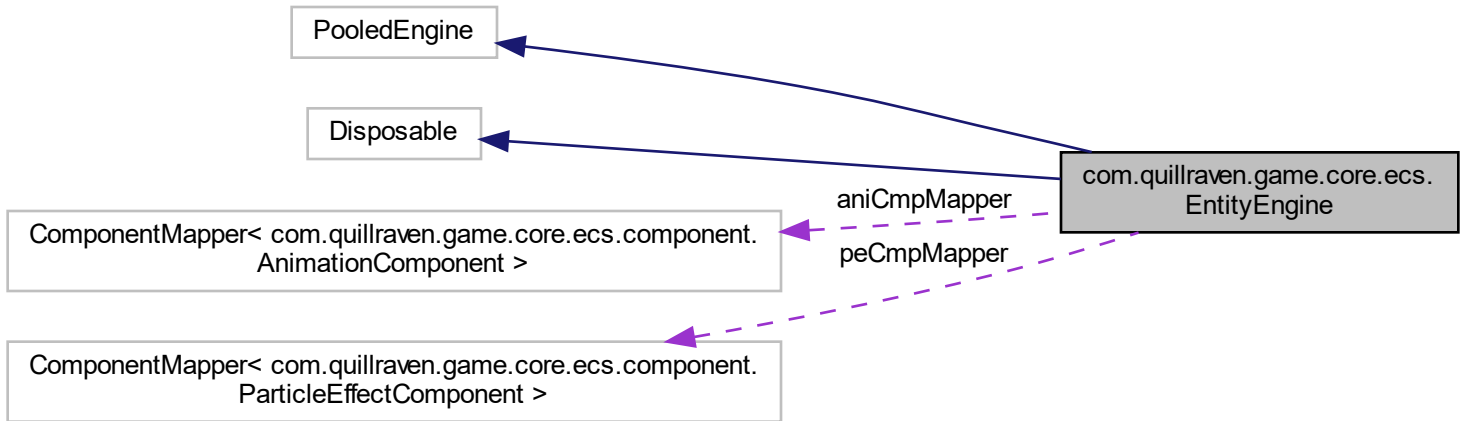 PooledEngine
Disposable
com.quillraven.game.core.ecs.
EntityEngine
aniCmpMapper
ComponentMapper< com.quillraven.game.core.ecs.component.
AnimationComponent >
peCmpMapper
ComponentMapper< com.quillraven.game.core.ecs.component.
ParticleEffectComponent >